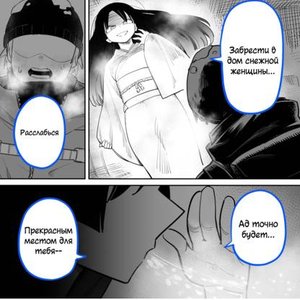 Забрести в
дом снежной
женщины...
Расслабься
Ад точно
будет...
Прекрасным
местом для
тебя--